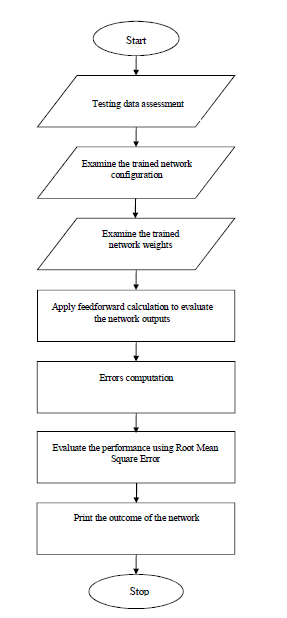 Start
Testing data assessment
Examine the trained network
configuration
Examine the trained
network weights
Apply feedforward calculation to evaluate
the network outputs
Errors computation
Evaluate the performance using Root Mean
Square Error
Print the outcome of the network
Stop